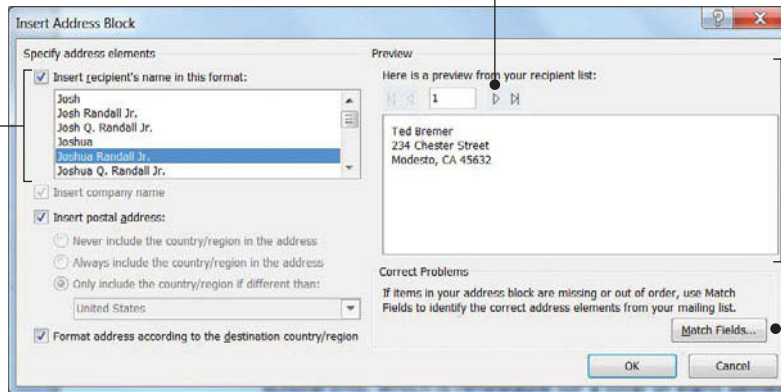 Insert Address Block
Specify address elements
Insert recipient's name in this format:
Josh
Josh Randall Jr.
Josh Q. Randall Jr.
Joshua
Joshua Randall Jr.
Joshua Q. Randall Jr.
Insert company name
Insert postal address:
Never include the country/region in the address
Always include the country/region in the address
Only include the country/region if different than:
United States
Format address according to the destination country/region
Preview
Here is a preview from your recipient list:
1
Ted Bremer
234 Chester Street
Modesto, CA 45632
Correct Problems
If items in your address block are missing or out of order, use Match
Fields to identify the correct address elements from your mailing list.
Match Fields...
OK
Cancel